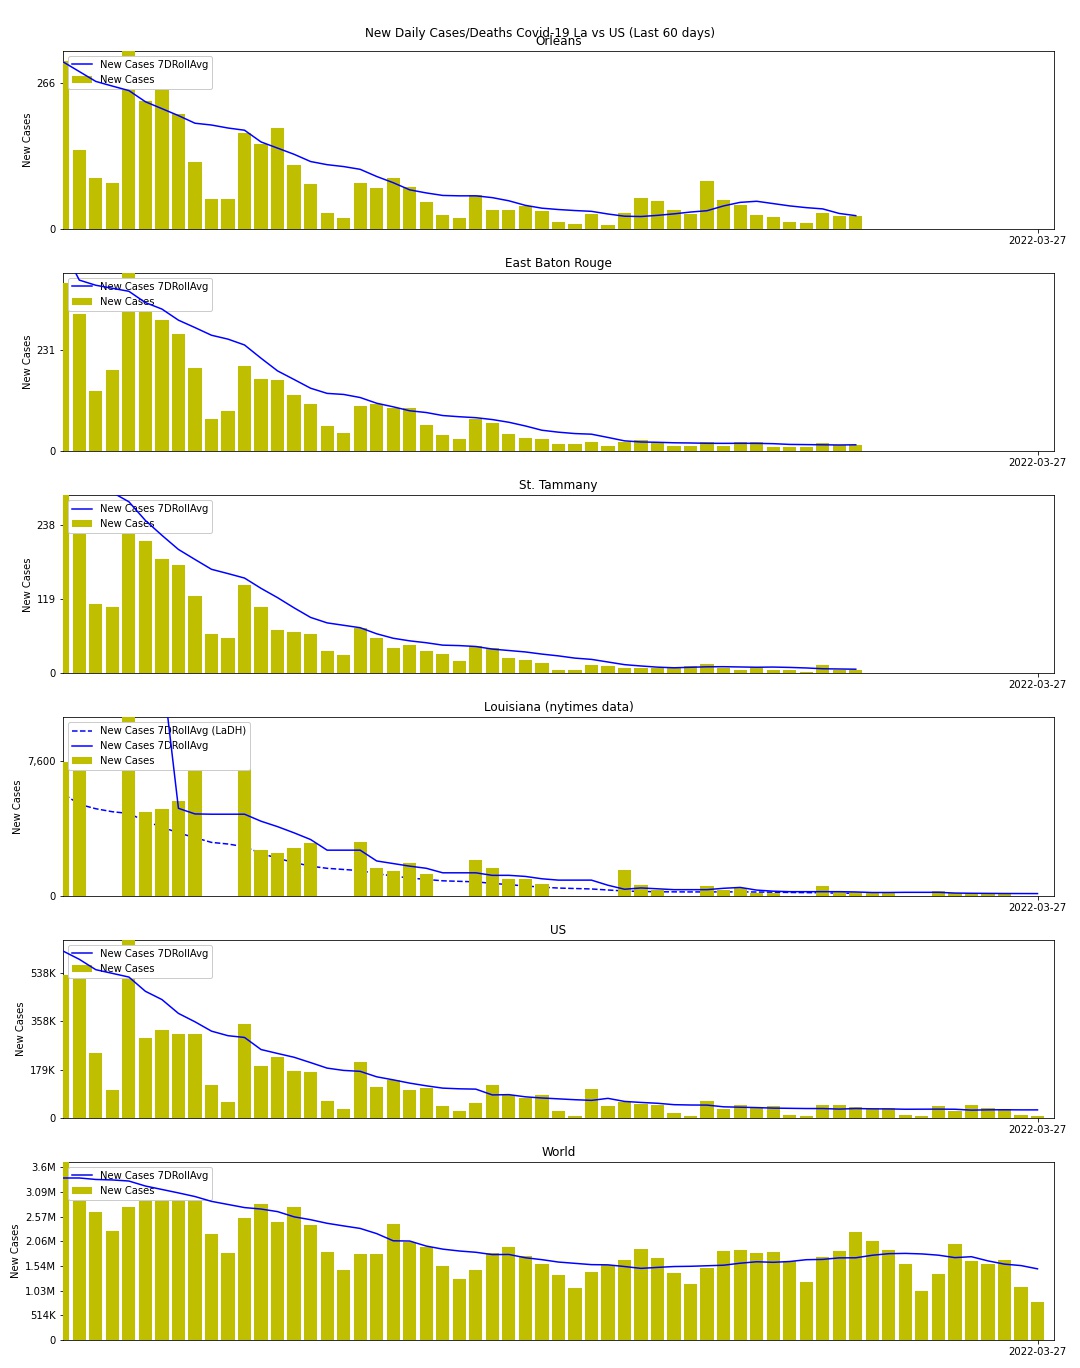 New Daily Cases/Deaths Covid-19 La vs US (Last 60 days)
Orleans
New Cases 7DRollAvg
New Cases
266
0
New Cases
2022-03-27
East Baton Rouge
New Cases 7DRollAvg
New Cases
231
0
New Cases
2022-03-27
St. Tammany
New Cases 7DRollAvg
New Cases
238
119
0
New Cases
2022-03-27
Louisiana (nytimes data)
New Cases 7DRollAvg (LaDH)
New Cases 7DRollAvg
New Cases
7,600
0
New Cases
2022-03-27
US
New Cases 7DRollAvg
New Cases
538K
358K
179K
0
New Cases
2022-03-27
World
New Cases 7DRollAvg
New Cases
3.6M
3.09M
2.57M
2.06M
1.54M
1.03M
514K
0
New Cases
2022-03-27